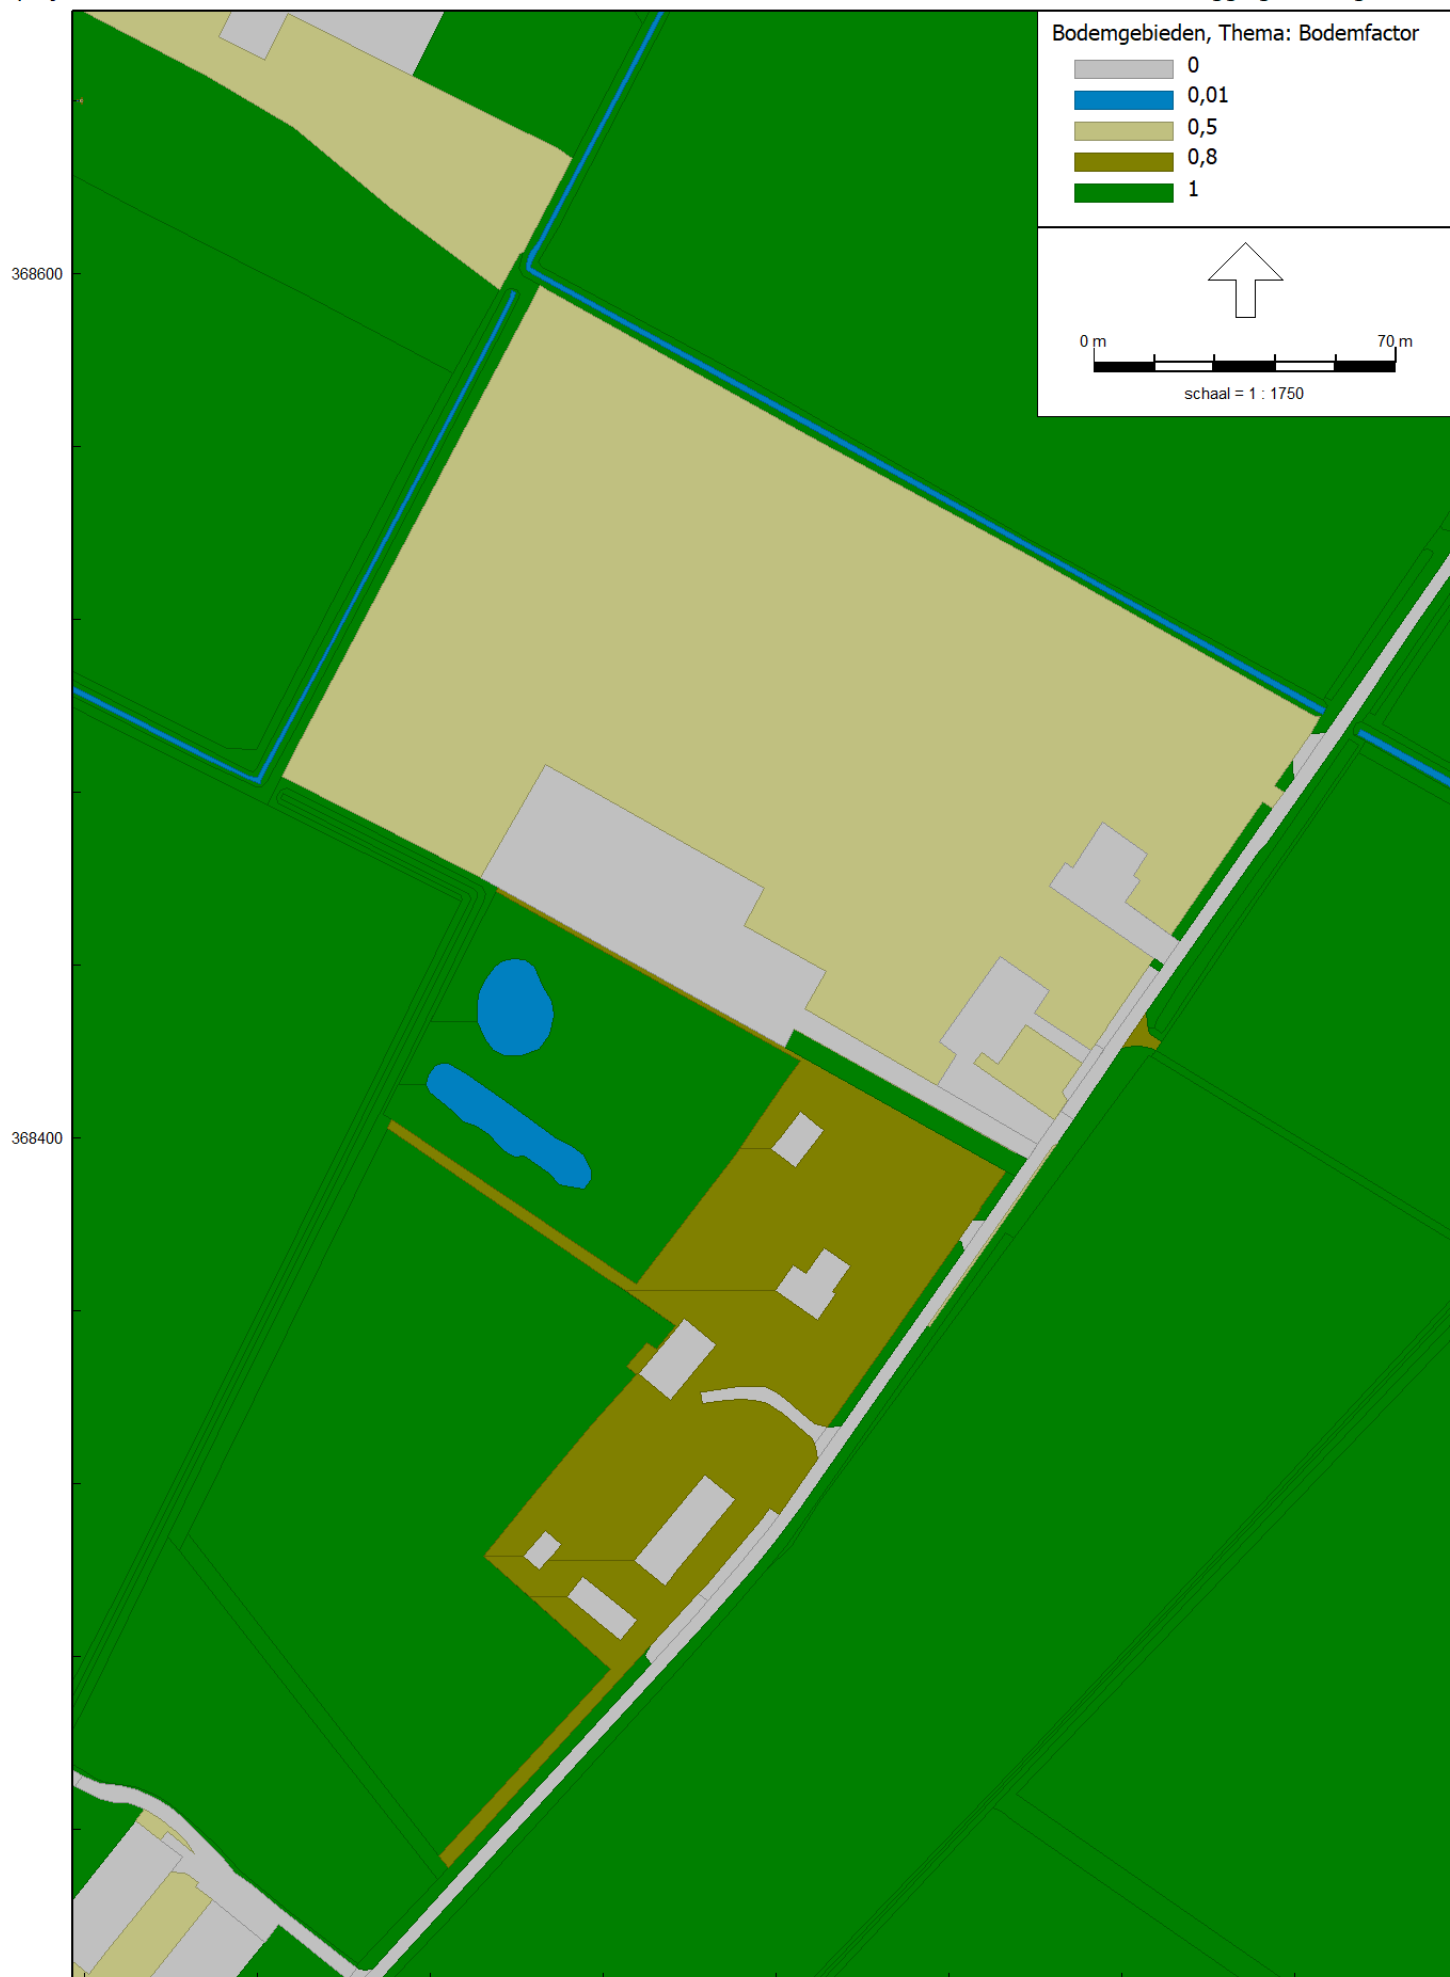 Bodemgebieden, Thema: Bodemfactor
0
0,01
0,5
0,8
1
0 m 70 m
schaal = 1 : 1750
368600
368400